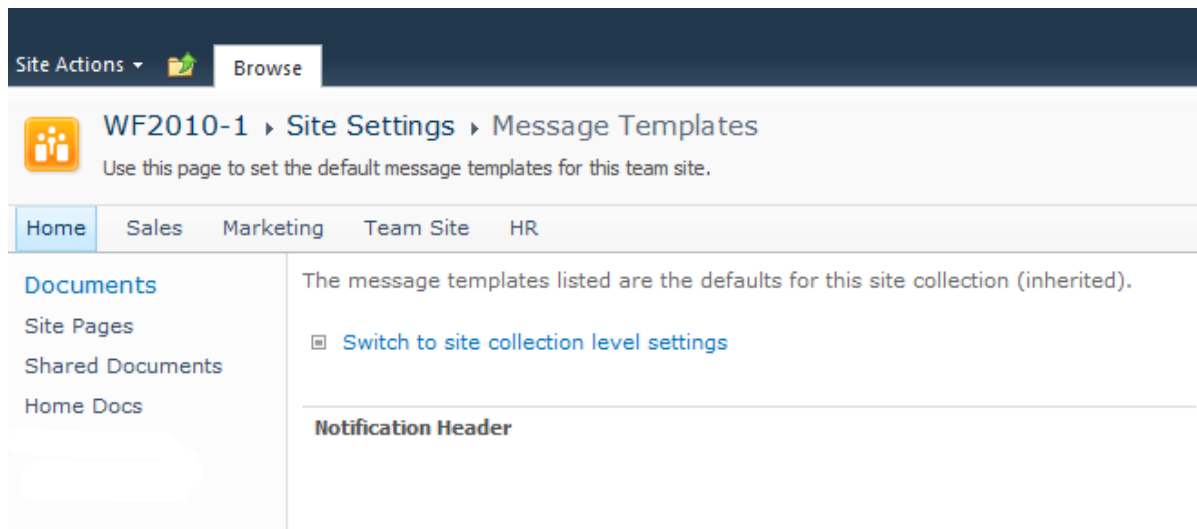 Site Actions
Browse
WF2010-1 ▸ Site Settings ▸ Message Templates
Use this page to set the default message templates for this team site.
Home Sales Marketing Team Site HR
Documents
The message templates listed are the defaults for this site collection (inherited).
Site Pages
Switch to site collection level settings
Shared Documents
Home Docs
Notification Header